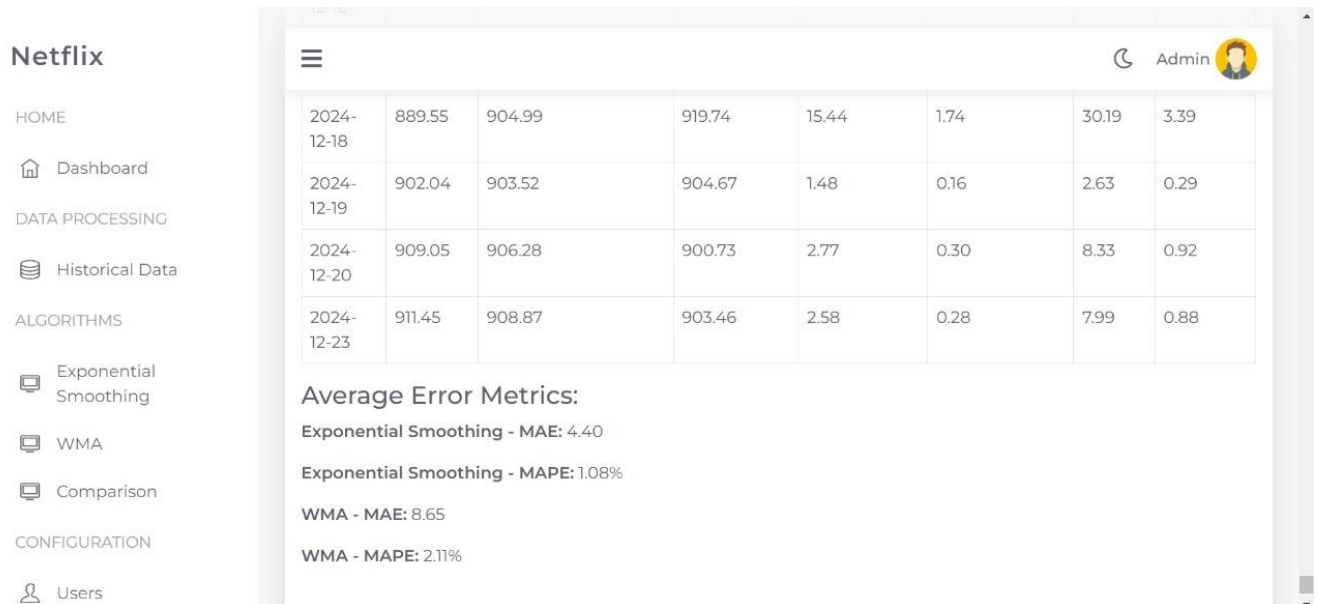 Netflix
Admin
HOME
Dashboard
DATA PROCESSING
Historical Data
ALGORITHMS
Exponential
Smoothing
WMA
Comparison
CONFIGURATION
Users
2024- 889.55 904.99 919.74 15.44 1.74 30.19 3.39
12-18
2024- 902.04 903.52 904.67 1.48 0.16 2.63 0.29
12-19
2024- 909.05 906.28 900.73 2.77 0.30 8.33 0.92
12-20
2024- 911.45 908.87 903.46 2.58 0.28 7.99 0.88
12-23
Average Error Metrics:
Exponential Smoothing - MAE: 4.40
Exponential Smoothing - MAPE: 1.08%
WMA - MAE: 8.65
WMA - MAPE: 2.11%